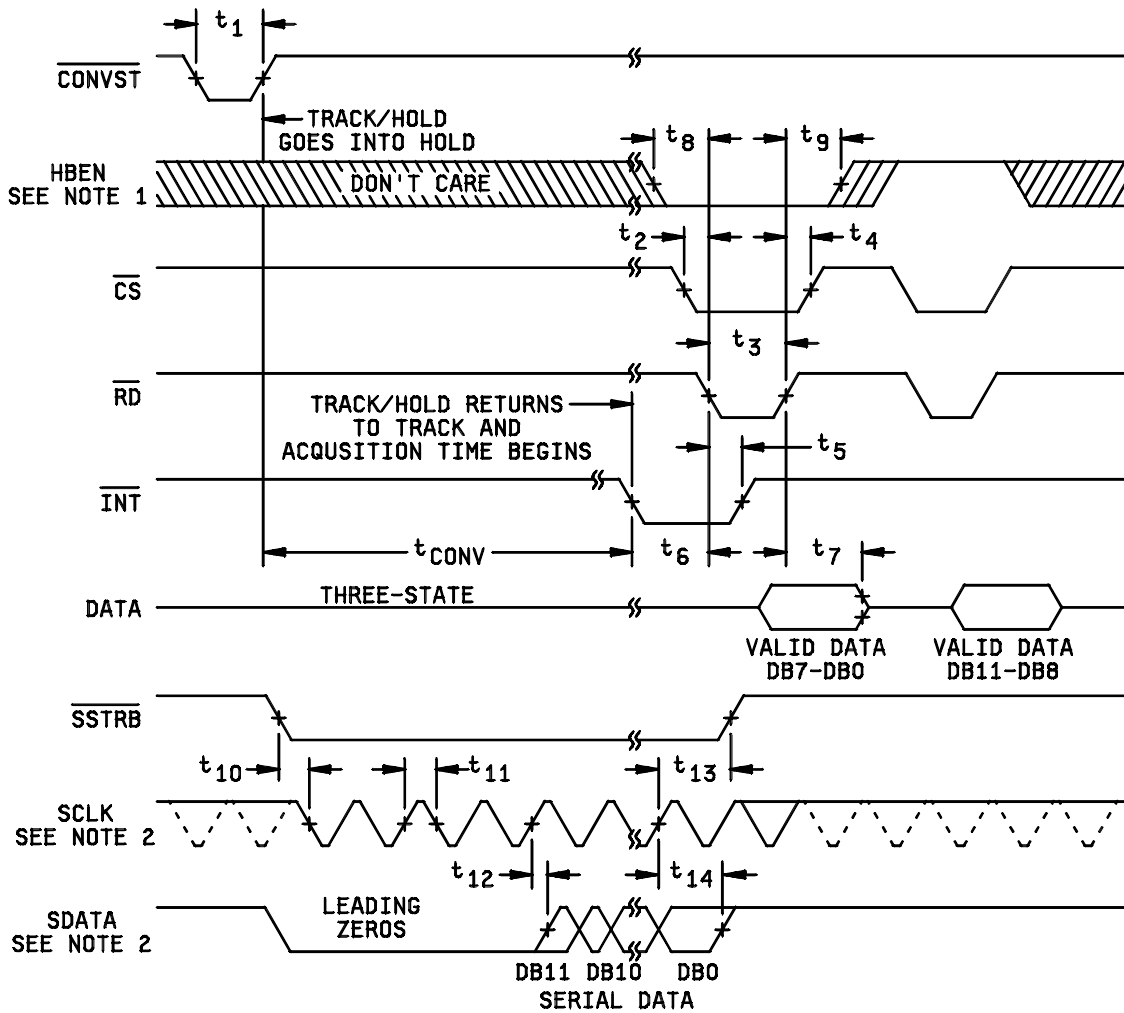 t1
CONVST
TRACK/HOLD
GOES INTO HOLD
t8
t9
HBEN
SEE NOTE 1
DON'T CARE
t2
t4
CS
t3
RD
TRACK/HOLD RETURNS
TO TRACK AND
ACQUSITION TIME BEGINS
t5
INT
tCONV
t6
t7
DATA
THREE-STATE
VALID DATA
DB7-DB0
VALID DATA
DB11-DB8
SSTRB
t10
t11
t13
SCLK
SEE NOTE 2
t12
t14
SDATA
SEE NOTE 2
LEADING
ZEROS
DB11 DB10 DB0
SERIAL DATA